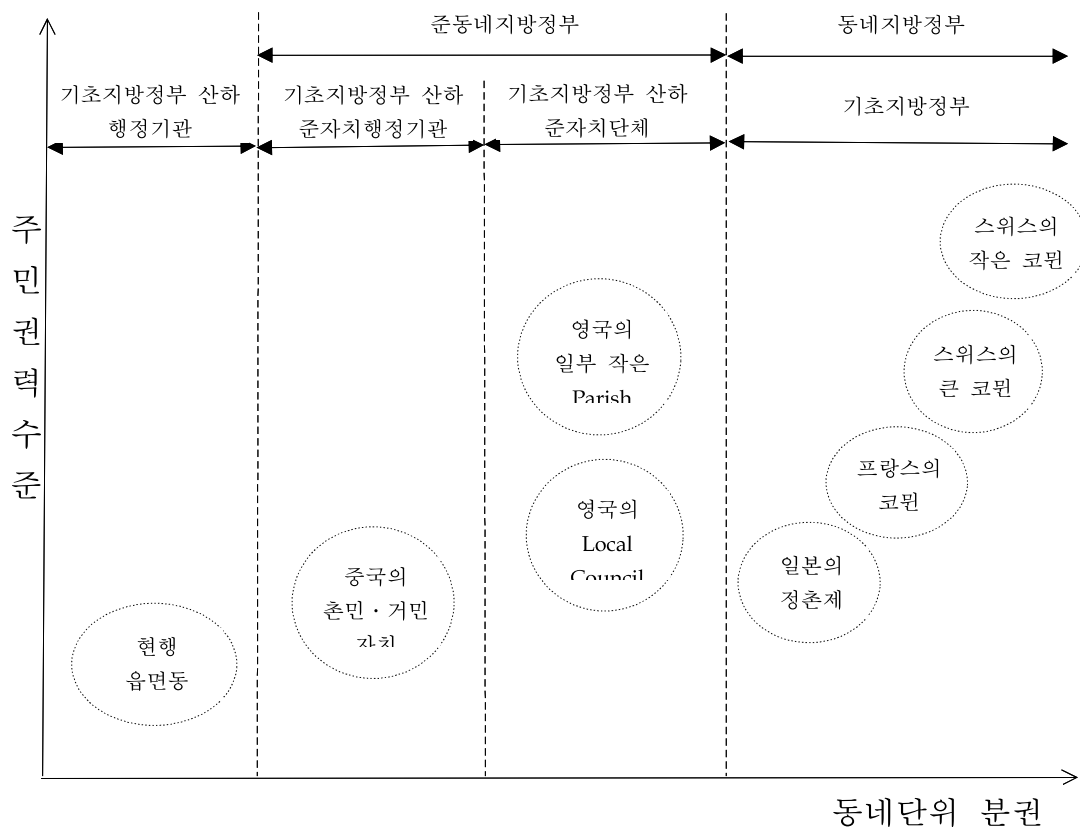 준동네지방정부
동네지방정부
기초지방정부 산하
행정기관
기초지방정부 산하
준자치행정기관
기초지방정부 산하
준자치단체
기초지방정부
주민권력수준
스위스의
작은 코뮌
영국의
일부 작은
Parish
스위스의
큰 코뮌
프랑스의
코뮌
영국의
Local
Council
일본의
정촌제
중국의
촌민·거민
자치
현행
읍면동
동네단위 분권